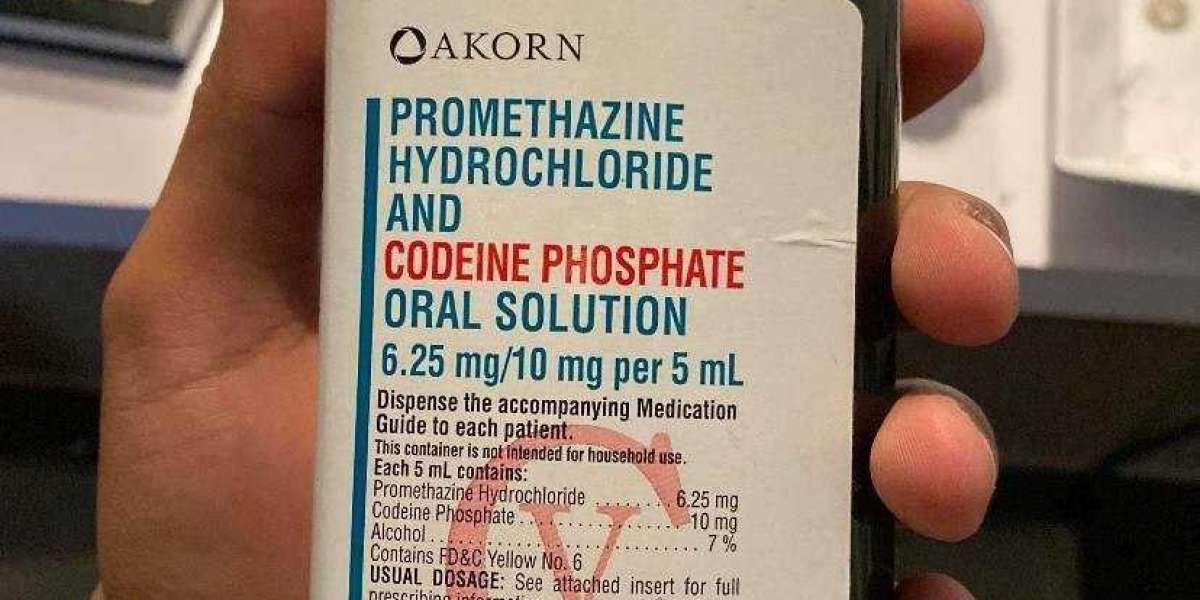 AKORN
PROMETHAZINE
HYDROCHLORIDE
AND
CODEINE PHOSPHATE
ORAL SOLUTION
6.25 mg/10 mg per 5 mL
Dispense the accompanying Medication
Guide to each patient.
This container is not intended for household use.
Each 5 mL contains:
Promethazine Hydrochloride ........ 6.25 mg
Codeine Phosphate ................ 10 mg
Alcohol .......................... 7 %
Contains FD&C Yellow No. 6
USUAL DOSAGE: See attached insert for full
prescribing
CV